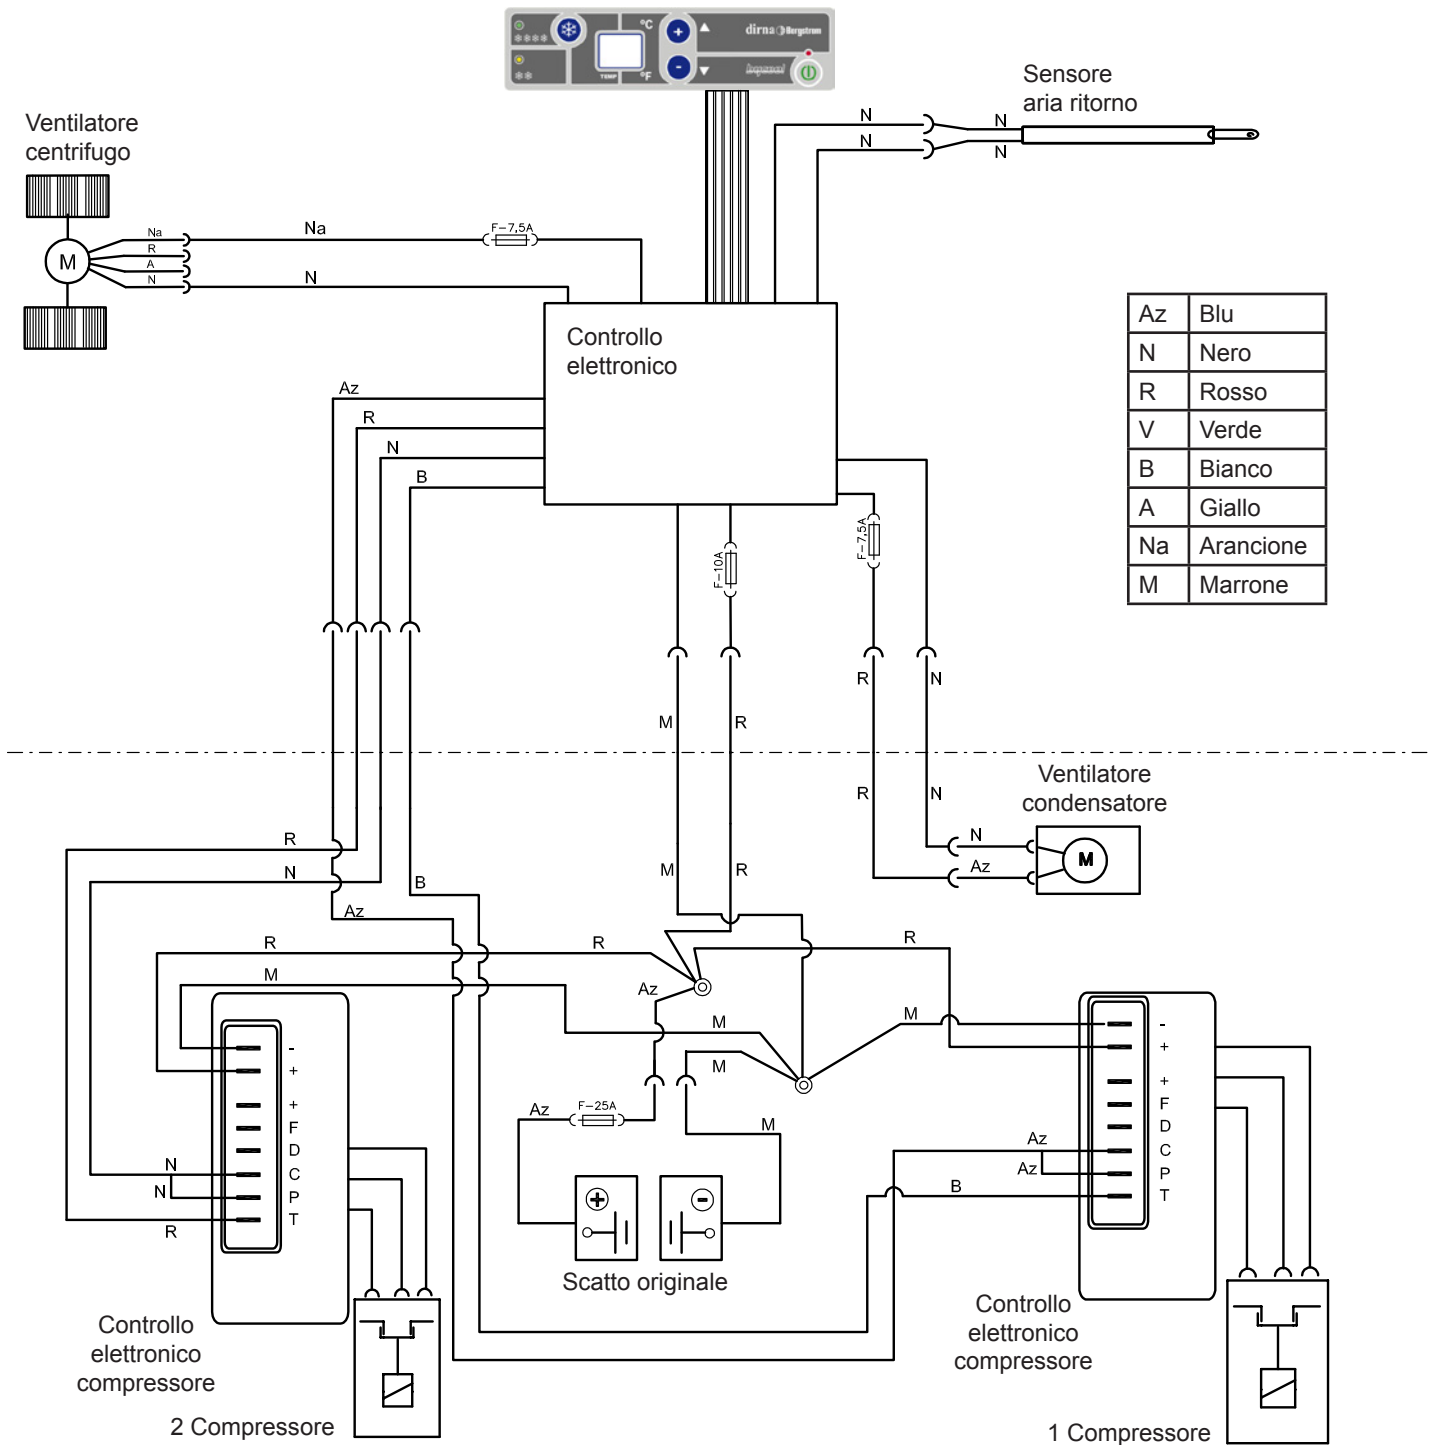 °C
dirna Bergstrom
TEMP
°F
Sensore
aria ritorno
N
N
N
N
Ventilatore
centrifugo
M
Na
R
A
N
Na
N
F-7,5A
Controllo
elettronico
Az Blu
N Nero
R Rosso
V Verde
B Bianco
A Giallo
Na Arancione
M Marrone
Az
R
N
B
F-10A
F-7,5A
R
N
M
R
Ventilatore
condensatore
R
N
N
Az
M
R
N
B
Az
M
R
R
R
R
M
Az
M
M
M
-
+
+
F
D
C
P
T
N
N
R
Az
F-25A
M
+
-
Scatto originale
-
+
+
F
D
C
P
T
Az
Az
B
Controllo
elettronico
compressore
2 Compressore
Controllo
elettronico
compressore
1 Compressore